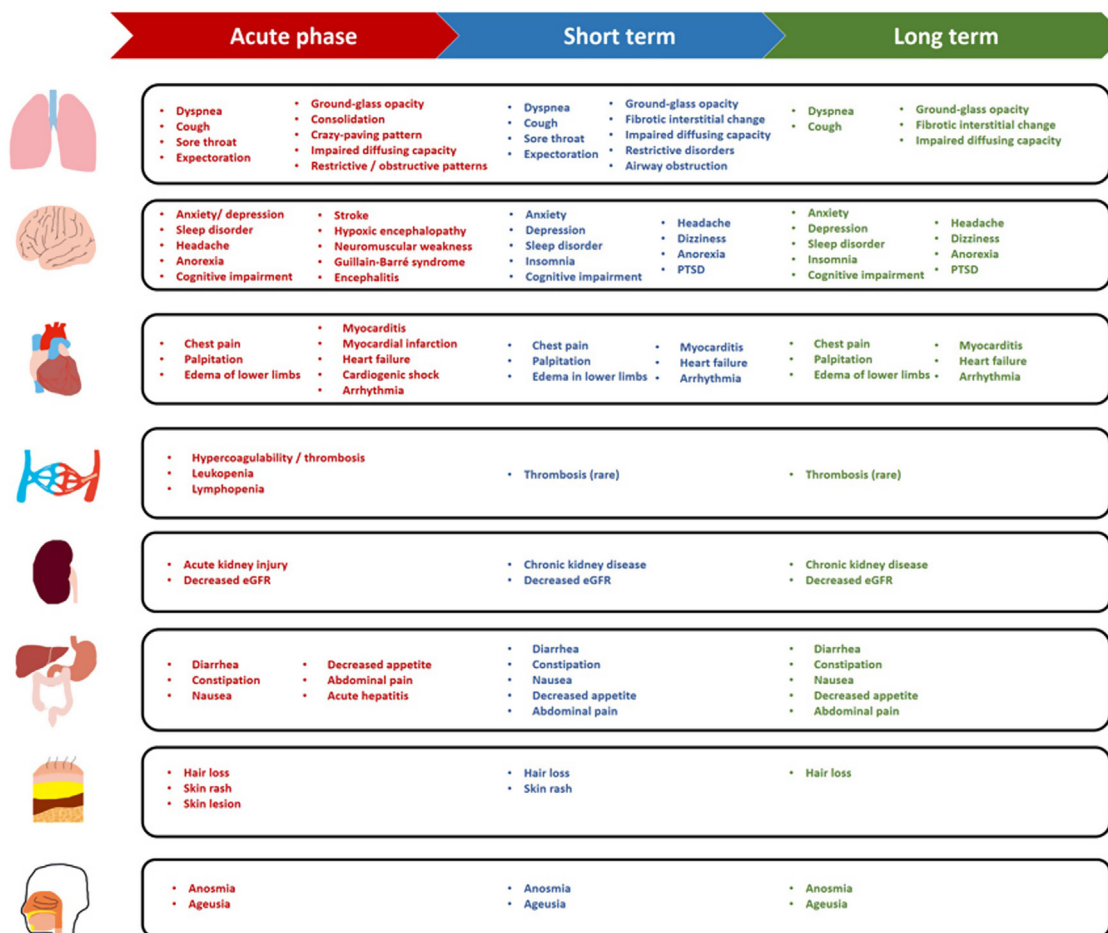 Acute phase
Short term
Long term
• Dyspnea
• Cough
• Sore throat
• Expectoration
• Ground-glass opacity
• Consolidation
• Crazy-paving pattern
• Impaired diffusing capacity
• Restrictive / obstructive patterns
• Dyspnea
• Cough
• Sore throat
• Expectoration
• Ground-glass opacity
• Fibrotic interstitial change
• Impaired diffusing capacity
• Restrictive disorders
• Airway obstruction
• Dyspnea
• Cough
• Ground-glass opacity
• Fibrotic interstitial change
• Impaired diffusing capacity
• Anxiety/ depression
• Sleep disorder
• Headache
• Anorexia
• Cognitive impairment
• Stroke
• Hypoxic encephalopathy
• Neuromuscular weakness
• Guillain-Barré syndrome
• Encephalitis
• Anxiety
• Depression
• Sleep disorder
• Insomnia
• Cognitive impairment
• Headache
• Dizziness
• Anorexia
• PTSD
• Anxiety
• Depression
• Sleep disorder
• Insomnia
• Cognitive impairment
• Headache
• Dizziness
• Anorexia
• PTSD
• Chest pain
• Palpitation
• Edema of lower limbs
• Myocarditis
• Myocardial infarction
• Heart failure
• Cardiogenic shock
• Arrhythmia
• Chest pain
• Palpitation
• Edema in lower limbs
• Myocarditis
• Heart failure
• Arrhythmia
• Chest pain
• Palpitation
• Edema of lower limbs
• Myocarditis
• Heart failure
• Arrhythmia
• Hypercoagulability / thrombosis
• Leukopenia
• Lymphopenia
• Thrombosis (rare)
• Thrombosis (rare)
• Acute kidney injury
• Decreased eGFR
• Chronic kidney disease
• Decreased eGFR
• Chronic kidney disease
• Decreased eGFR
• Diarrhea
• Constipation
• Nausea
• Decreased appetite
• Abdominal pain
• Acute hepatitis
• Diarrhea
• Constipation
• Nausea
• Decreased appetite
• Abdominal pain
• Diarrhea
• Constipation
• Nausea
• Decreased appetite
• Abdominal pain
• Hair loss
• Skin rash
• Skin lesion
• Hair loss
• Skin rash
• Hair loss
• Anosmia
• Ageusia
• Anosmia
• Ageusia
• Anosmia
• Ageusia